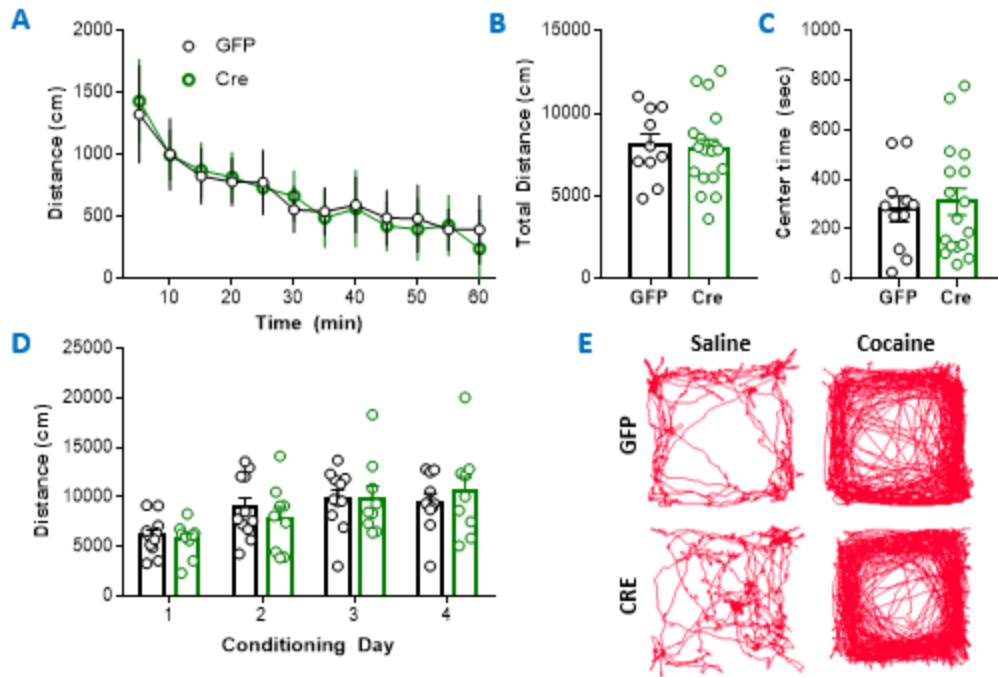 A
2000
1500
1000
500
0
Distance (cm)
GFP
Cre
10 20 30 40 50 60
Time (min)
B
15000
10000
5000
0
Total Distance (cm)
GFP Cre
C
1000
800
600
400
200
0
Center time (sec)
GFP Cre
D
25000
20000
15000
10000
5000
0
Distance (cm)
1 2 3 4
Conditioning Day
E
Saline Cocaine
GFP
CRE